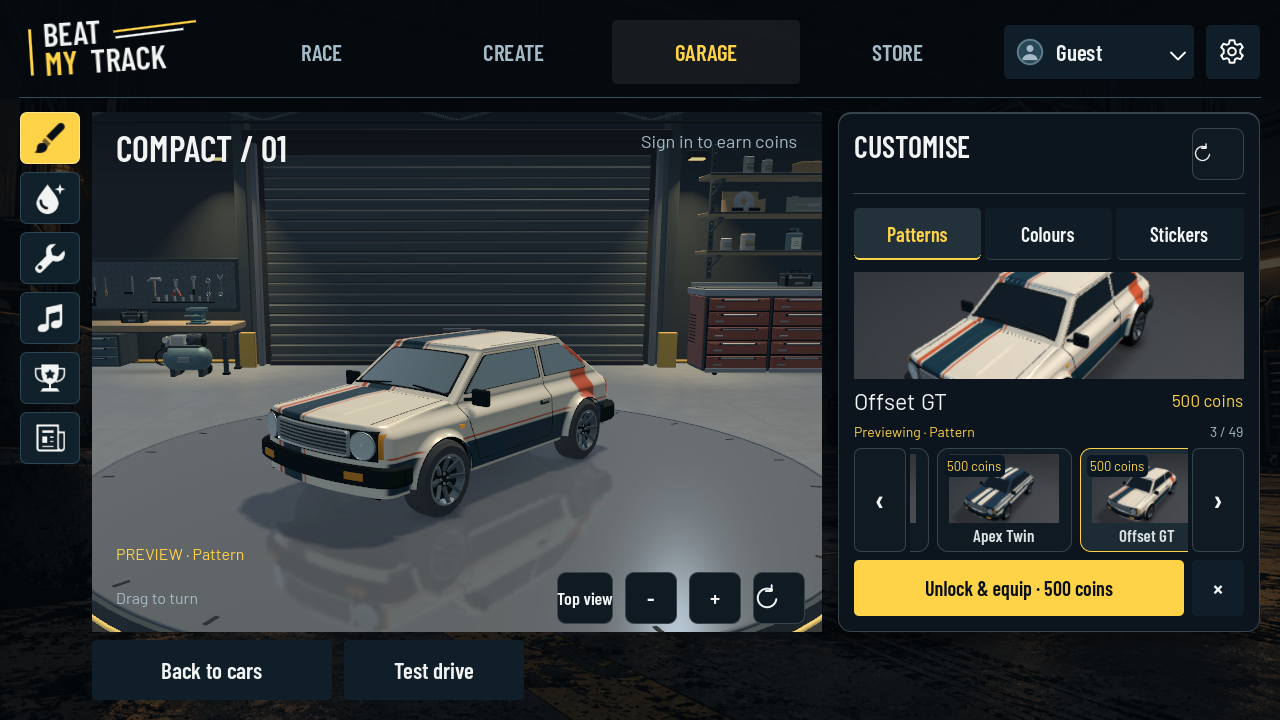 BEAT
MY TRACK
RACE
CREATE
GARAGE
STORE
Guest
COMPACT / 01
Sign in to earn coins
PREVIEW · Pattern
Drag to turn
Top view
-
+
Back to cars
Test drive
CUSTOMISE
Patterns
Colours
Stickers
Offset GT
500 coins
Previewing · Pattern
3 / 49
‹
500 coins
Apex Twin
500 coins
Offset GT
›
Unlock & equip · 500 coins
×